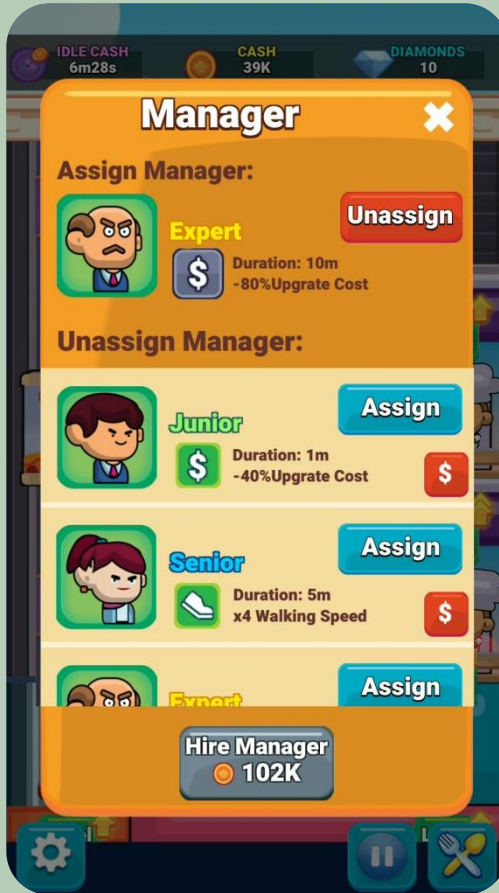 IDLE CASH
6m28s
CASH
39K
DIAMONDS
10
Manager
Assign Manager:
Unassign
Expert
$
Duration: 10m
-80%Upgrate Cost
Unassign Manager:
Assign
Junior
$
Duration: 1m
-40%Upgrate Cost
$
Assign
Senior
Duration: 5m
x4 Walking Speed
$
Assign
Expert
Hire Manager
102K